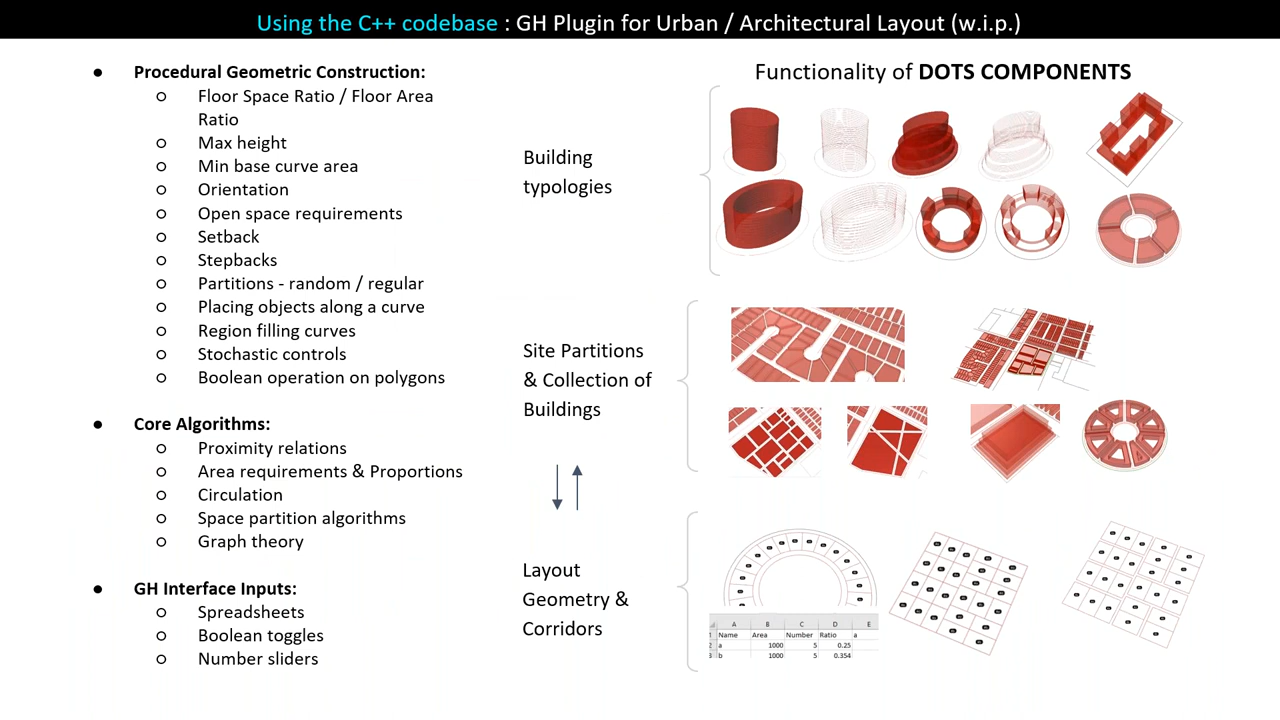 Using the C++ codebase : GH Plugin for Urban / Architectural Layout (w.i.p.)
● Procedural Geometric Construction:
○ Floor Space Ratio / Floor Area
Ratio
○ Max height
○ Min base curve area
○ Orientation
○ Open space requirements
○ Setback
○ Stepbacks
○ Partitions - random / regular
○ Placing objects along a curve
○ Region filling curves
○ Stochastic controls
○ Boolean operation on polygons
● Core Algorithms:
○ Proximity relations
○ Area requirements & Proportions
○ Circulation
○ Space partition algorithms
○ Graph theory
● GH Interface Inputs:
○ Spreadsheets
○ Boolean toggles
○ Number sliders
Functionality of DOTS COMPONENTS
Building
typologies
Site Partitions
& Collection of
Buildings
Layout
Geometry &
Corridors
A B C D E
1 Name Area Number Ratio a
2 a 1000 5 0.25
3 b 1000 5 0.354